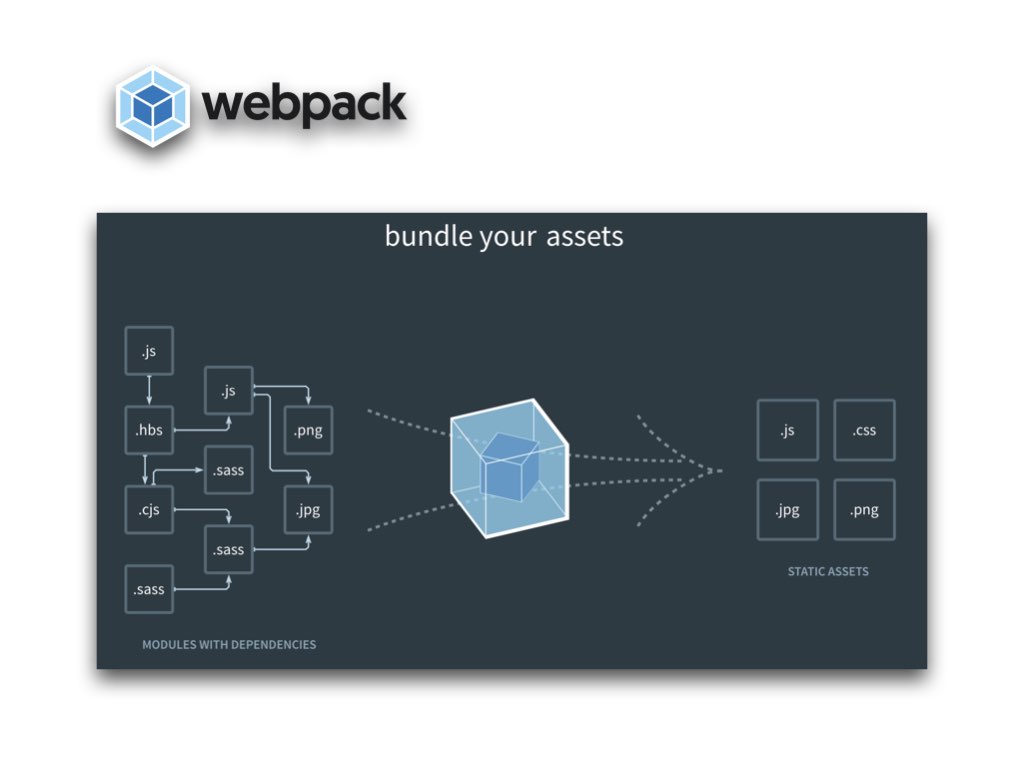 webpack
bundle your assets
.js
.js
.hbs
.png
.sass
.cjs
.jpg
.sass
.sass
MODULES WITH DEPENDENCIES
.js
.css
.jpg
.png
STATIC ASSETS